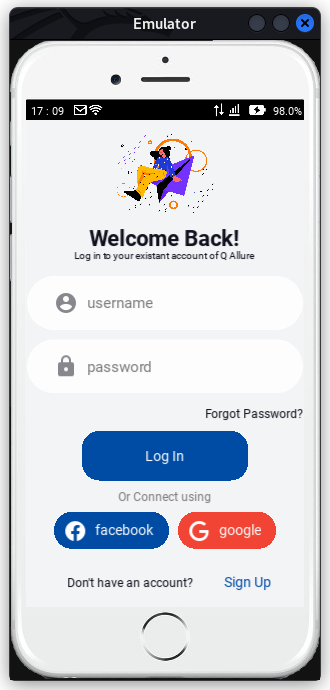 Emulator
17 : 09
98.0%
Welcome Back!
Log in to your existant account of Q Allure
username
password
Forgot Password?
Log In
Or Connect using
facebook
google
Don't have an account?
Sign Up